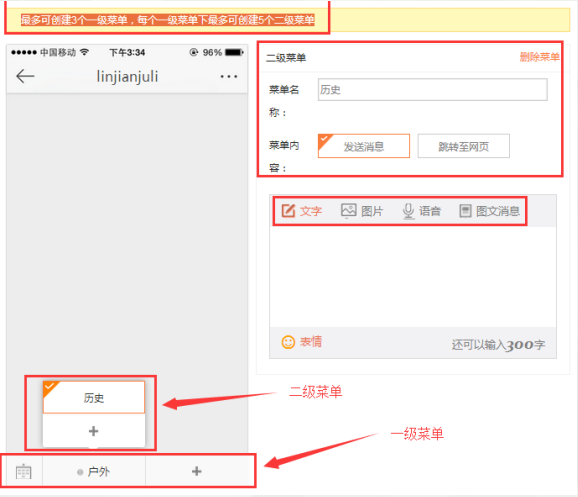 最多可创建3个一级菜单，每个一级菜单下最多可创建5个二级菜单
中国移动 下午3:34 96%
linjianjuli
二级菜单 删除菜单
菜单名称： 历史
菜单内容： 发送消息 跳转至网页
文字 图片 语音 图文消息
表情 还可以输入300字
历史
二级菜单
+
一级菜单
户外 +